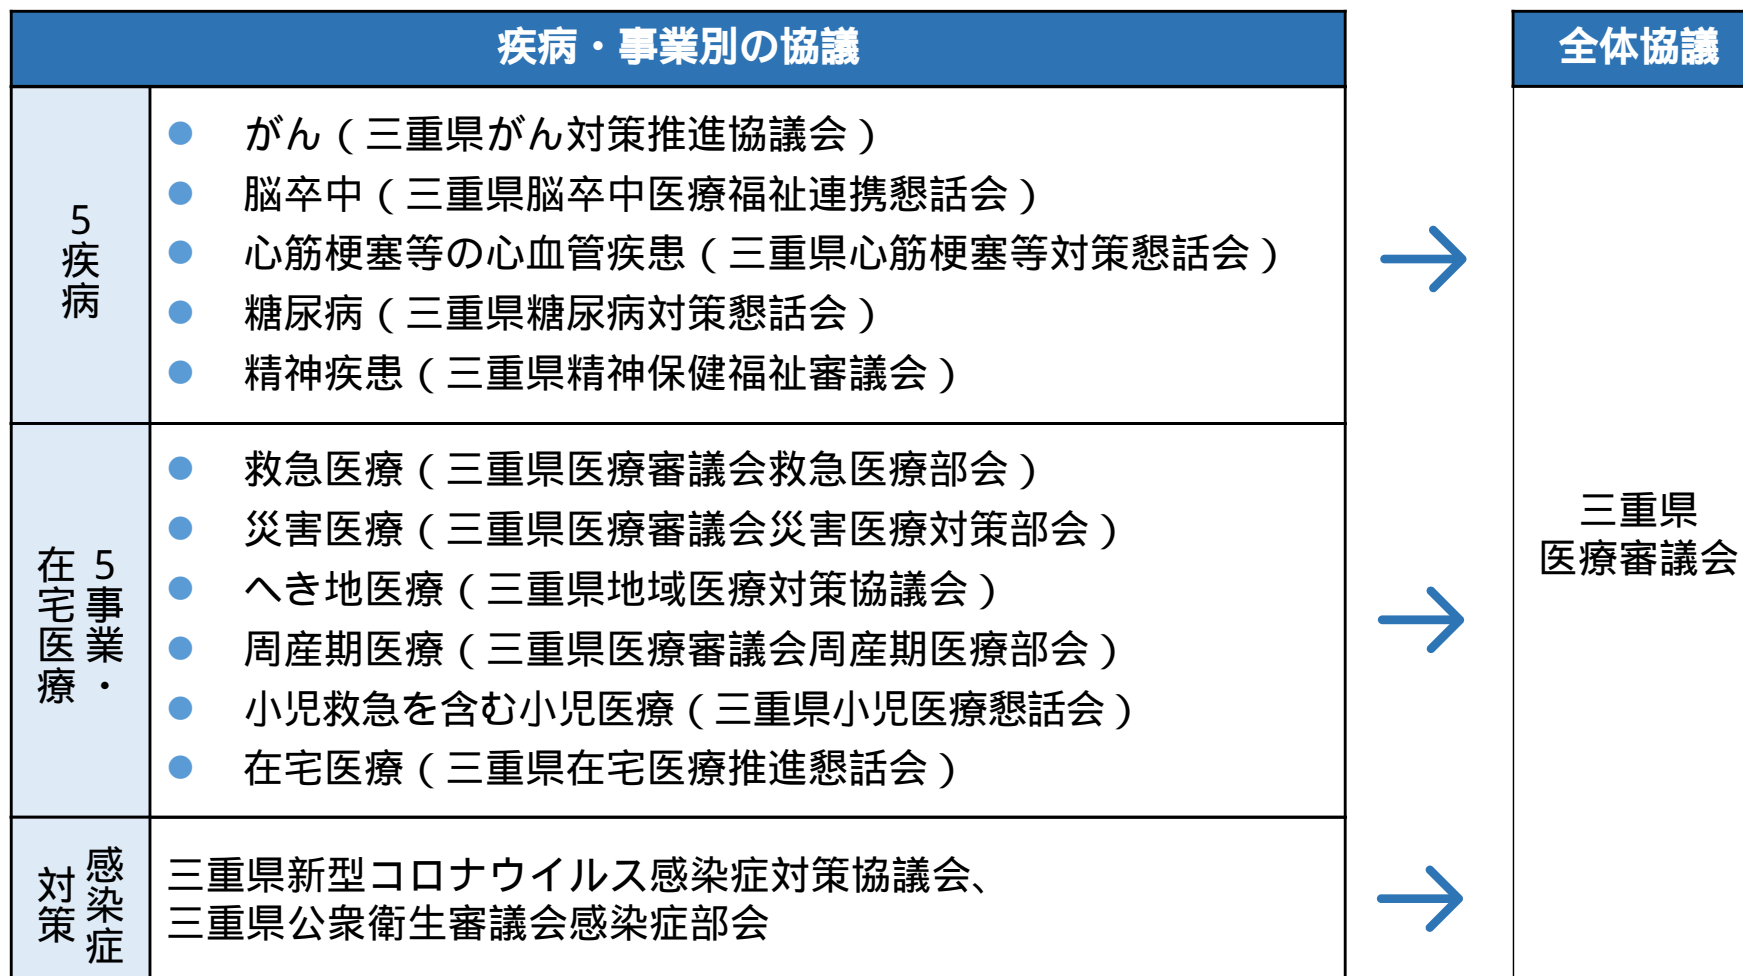 疾病・事業別の協議
全体協議
5疾病
● がん(三重県がん対策推進協議会)
● 脳卒中(三重県脳卒中医療福祉連携懇話会)
● 心筋梗塞等の心血管疾患(三重県心筋梗塞等対策懇話会)
● 糖尿病(三重県糖尿病対策懇話会)
● 精神疾患(三重県精神保健福祉審議会)
5事業・
在宅医療
● 救急医療(三重県医療審議会救急医療部会)
● 災害医療(三重県医療審議会災害医療対策部会)
● へき地医療(三重県地域医療対策協議会)
● 周産期医療(三重県医療審議会周産期医療部会)
● 小児救急を含む小児医療(三重県小児医療懇話会)
● 在宅医療(三重県在宅医療推進懇話会)
感染症
対策
三重県新型コロナウイルス感染症対策協議会、
三重県公衆衛生審議会感染症部会
三重県
医療審議会